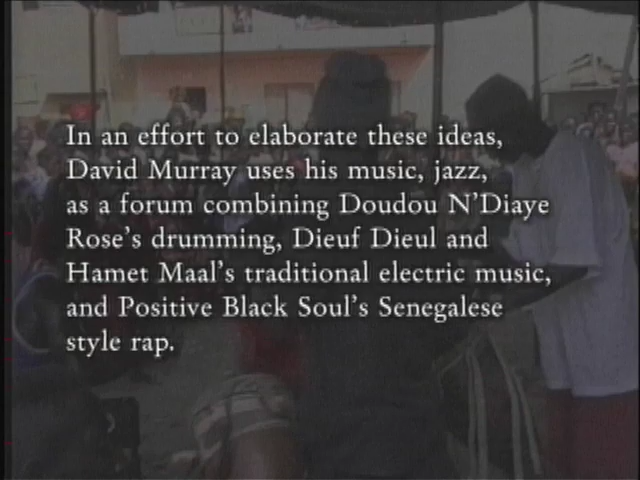 In an effort to elaborate these ideas,
David Murray uses his music, jazz,
as a forum combining Doudou N'Diaye
Rose's drumming, Dieuf Dieul and
Hamet Maal's traditional electric music,
and Positive Black Soul's Senegalese
style rap.